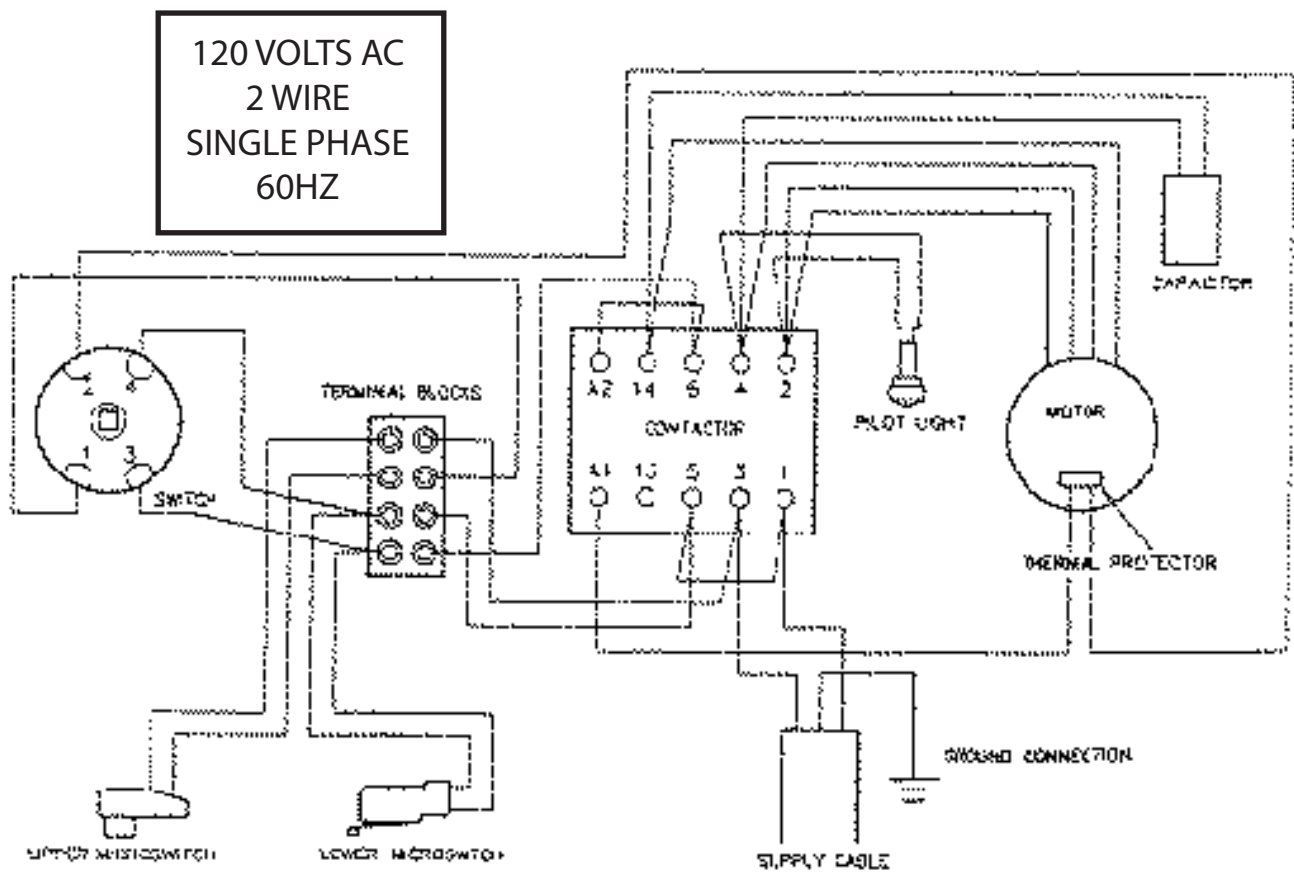 120 VOLTS AC
2 WIRE
SINGLE PHASE
60HZ
CAPACITOR
2 4
1 3
SWITCH
TERMINAL BLOCKS
A2 14 6 4 2
CONTACTOR
A1 13 5 3 1
PILOT LIGHT
MOTOR
THERMAL PROTECTOR
GROUND CONNECTION
UPPER MICROSWITCH
LOWER MICROSWITCH
SUPPLY CABLE